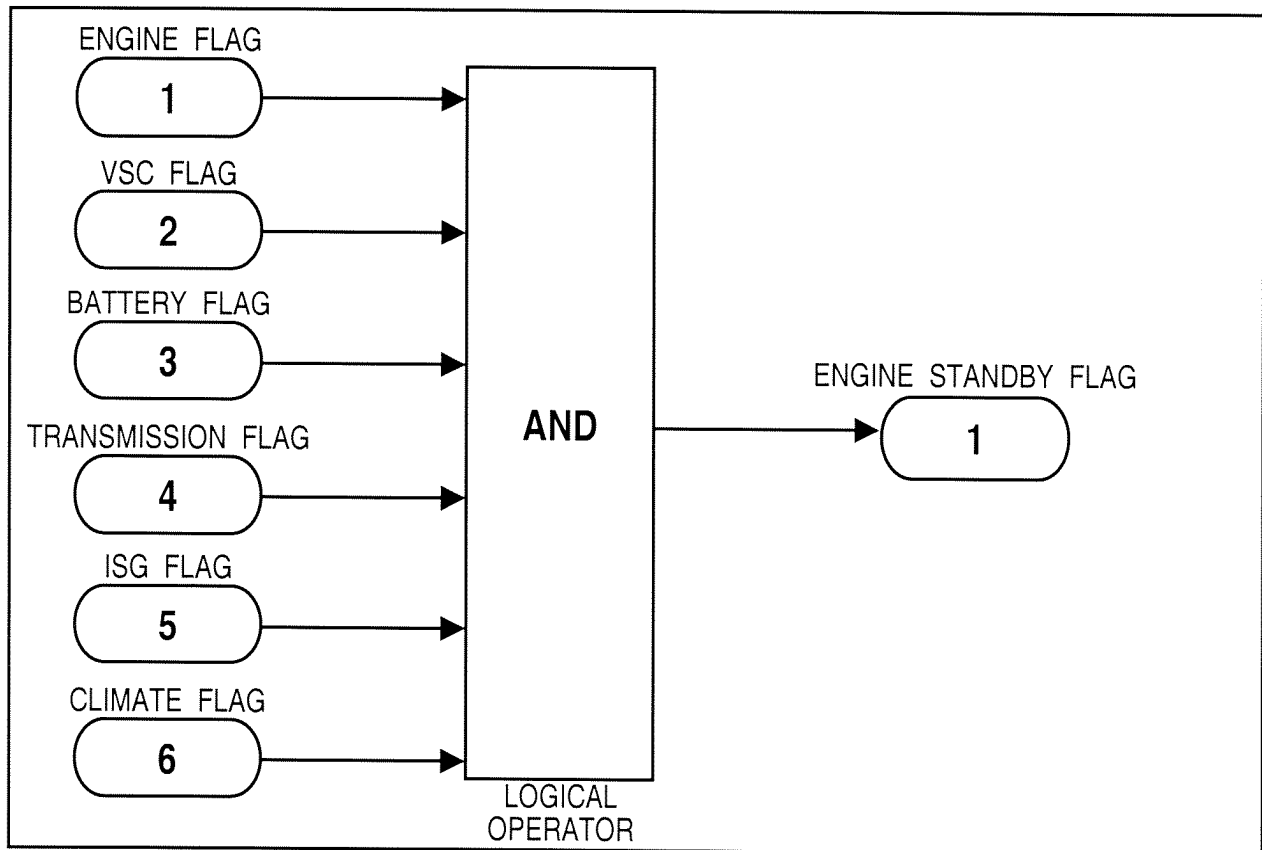 ENGINE FLAG
1
VSC FLAG
2
BATTERY FLAG
3
TRANSMISSION FLAG
4
ISG FLAG
5
CLIMATE FLAG
6
AND
LOGICAL
OPERATOR
ENGINE STANDBY FLAG
1